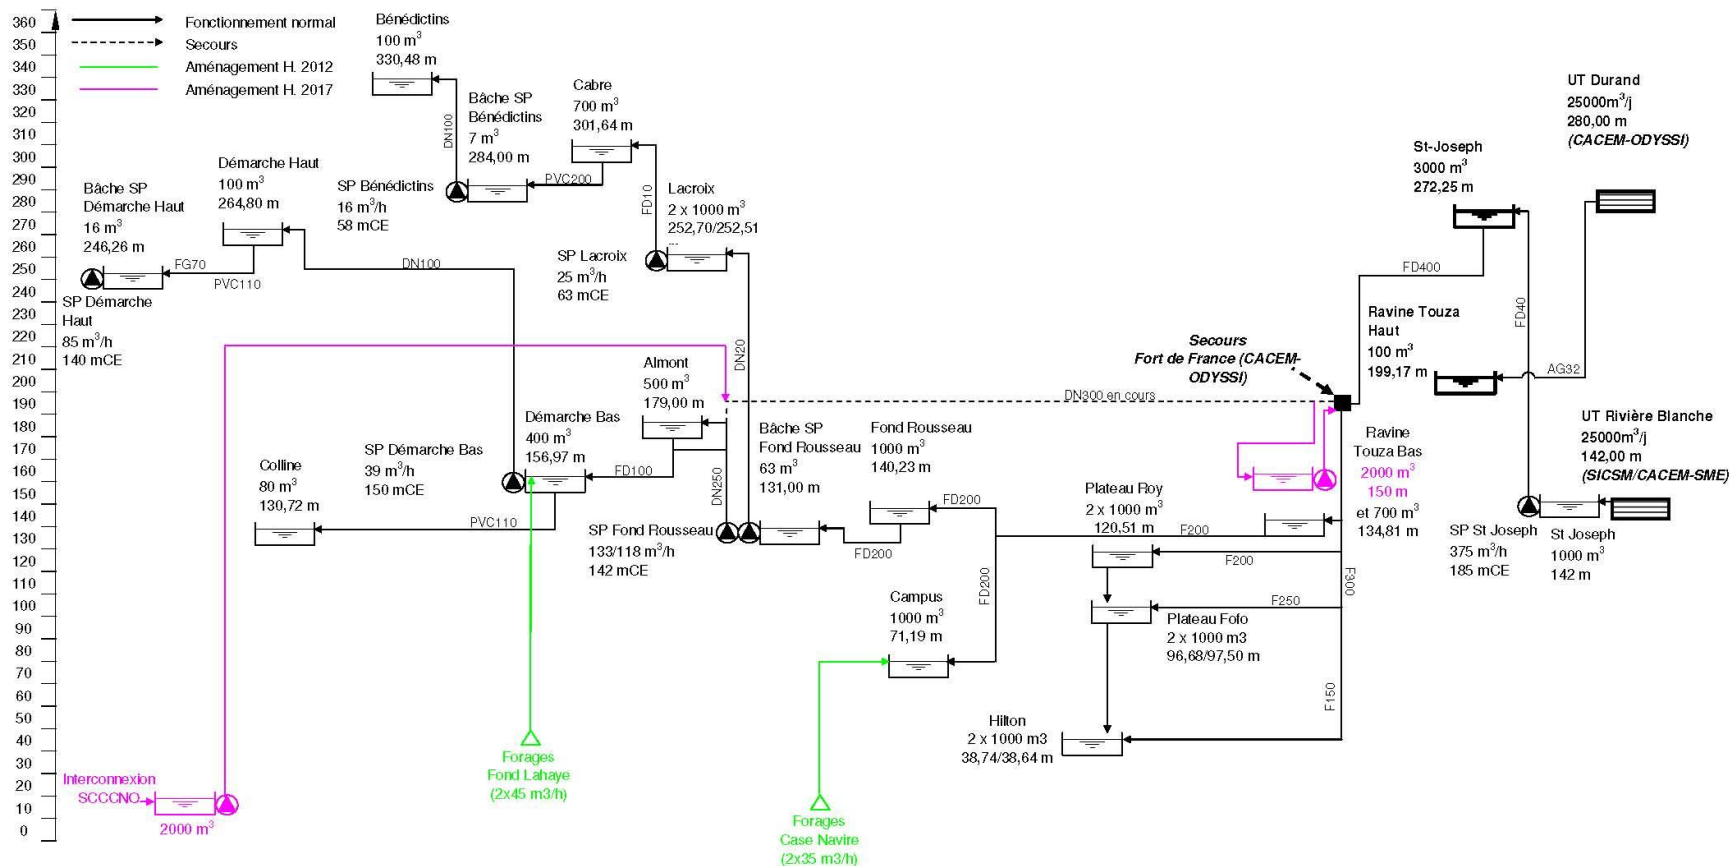 360
350
340
330
320
310
300
290
280
270
260
250
240
230
220
210
200
190
180
170
160
150
140
130
120
110
100
90
80
70
60
50
40
30
20
10
0
Fonctionnement normal
Secours
Aménagement H. 2012
Aménagement H. 2017
Bénédictins
100 m³
330,48 m
DN100
Bâche SP
Bénédictins
7 m³
284,00 m
Cabre
700 m³
301,64 m
PVC200
SP Bénédictins
16 m³/h
58 mCE
FD10
Lacroix
2 x 1000 m³
252,70/252,51
...
SP Lacroix
25 m³/h
63 mCE
Démarche Haut
100 m³
264,80 m
Bâche SP
Démarche Haut
16 m³
246,26 m
FG70
PVC110
DN100
SP Démarche
Haut
85 m³/h
140 mCE
DN20
Almont
500 m³
179,00 m
Démarche Bas
400 m³
156,97 m
FD100
SP Démarche Bas
39 m³/h
150 mCE
Colline
80 m³
130,72 m
PVC110
DN250
Bâche SP
Fond Rousseau
63 m³
131,00 m
SP Fond Rousseau
133/118 m³/h
142 mCE
Fond Rousseau
1000 m³
140,23 m
FD200
FD200
FD200
F200
Campus
1000 m³
71,19 m
DN300 en cours
Secours
Fort de France (CACEM-
ODYSSI)
Plateau Roy
2 x 1000 m³
120,51 m
F200
F250
Plateau Fofo
2 x 1000 m3
96,68/97,50 m
F300
F150
Hilton
2 x 1000 m3
38,74/38,64 m
Ravine
Touza Bas
2000 m³
150 m
et 700 m³
134,81 m
Ravine Touza
Haut
100 m³
199,17 m
AG32
FD400
FD40
St-Joseph
3000 m³
272,25 m
UT Durand
25000m³/j
280,00 m
(CACEM-ODYSSI)
UT Rivière Blanche
25000m³/j
142,00 m
(SICSM/CACEM-SME)
SP St Joseph
375 m³/h
185 mCE
St Joseph
1000 m³
142 m
Interconnexion
SCCCNO
2000 m³
Forages
Fond Lahaye
(2x45 m3/h)
Forages
Case Navire
(2x35 m3/h)